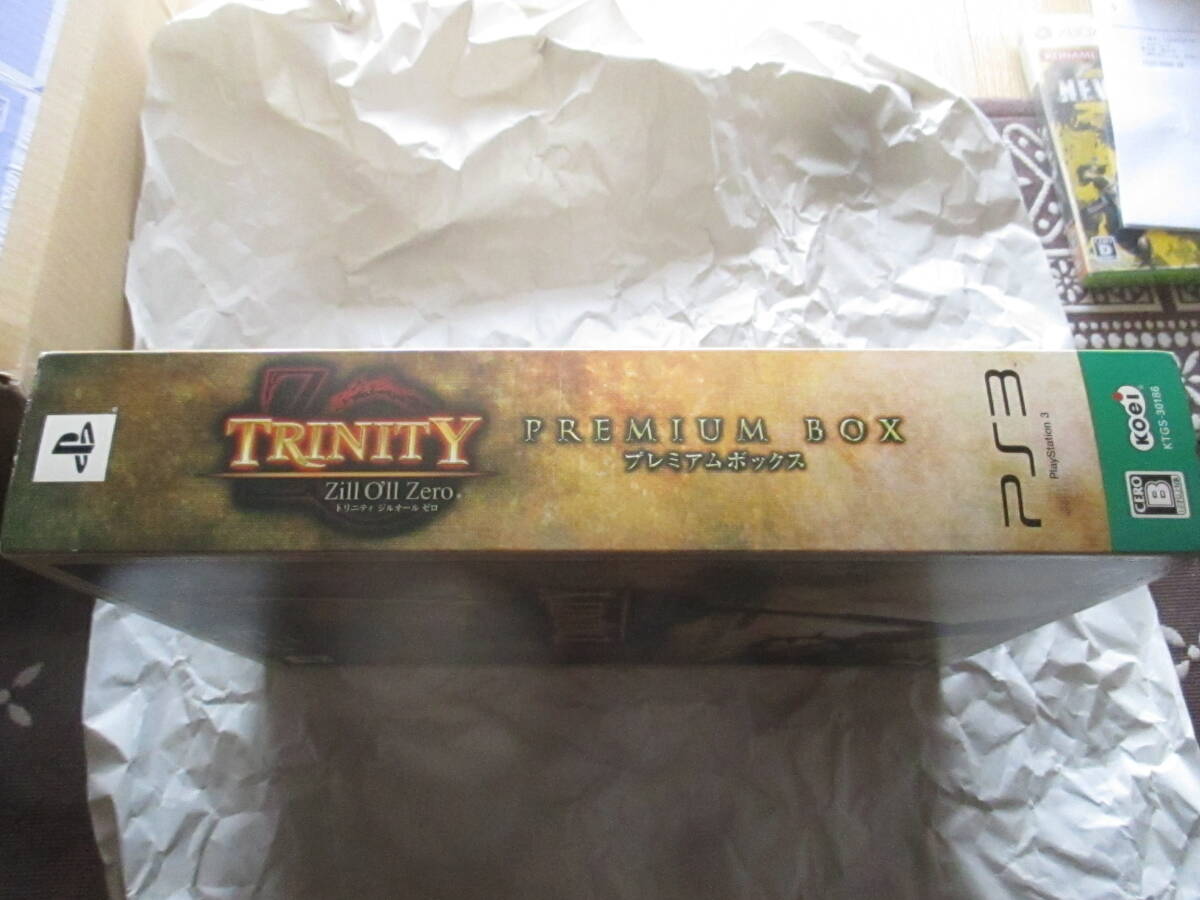 TRINITY
Zill O'll Zero
トリニティ ジルオール ゼロ
PREMIUM BOX
プレミアムボックス
PS3
PlayStation 3
Koei
KTGS-30186
CERO
B
KONAMI